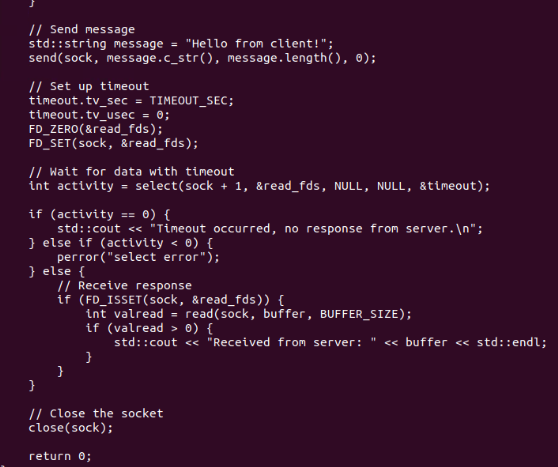 }
// Send message
std::string message = "Hello from client!";
send(sock, message.c_str(), message.length(), 0);
// Set up timeout
timeout.tv_sec = TIMEOUT_SEC;
timeout.tv_usec = 0;
FD_ZERO(&read_fds);
FD_SET(sock, &read_fds);
// Wait for data with timeout
int activity = select(sock + 1, &read_fds, NULL, NULL, &timeout);
if (activity == 0) {
std::cout << "Timeout occurred, no response from server.\n";
} else if (activity < 0) {
perror("select error");
} else {
// Receive response
if (FD_ISSET(sock, &read_fds)) {
int valread = read(sock, buffer, BUFFER_SIZE);
if (valread > 0) {
std::cout << "Received from server: " << buffer << std::endl;
}
}
}
// Close the socket
close(sock);
return 0;